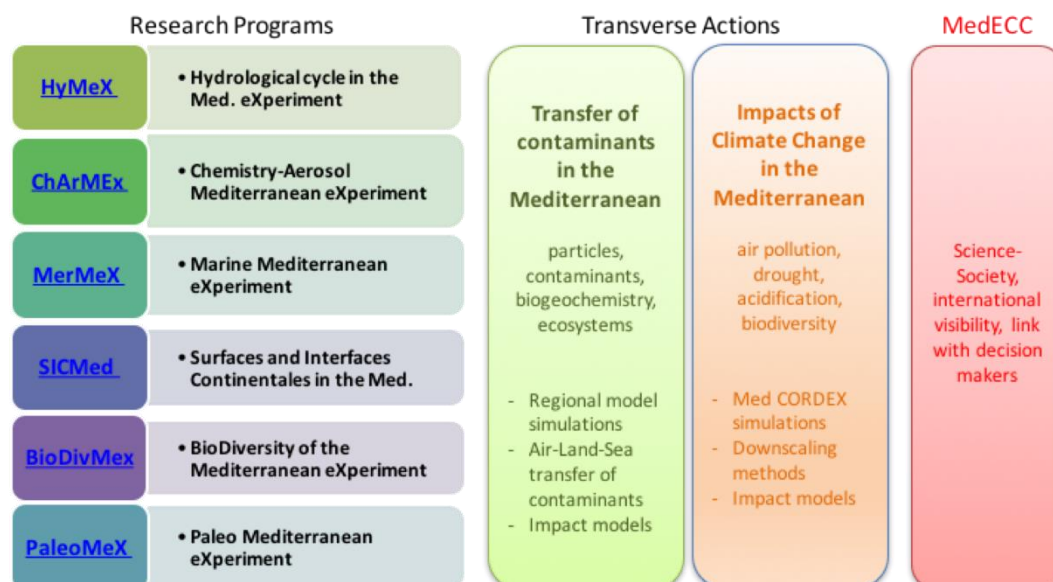 Research Programs
HyMeX
• Hydrological cycle in the
Med. eXperiment
ChArMEx
• Chemistry-Aerosol
Mediterranean eXperiment
MerMeX
• Marine Mediterranean
eXperiment
SICMed
• Surfaces and Interfaces
Continentales in the Med.
BioDivMex
• BioDiversity of the
Mediterranean eXperiment
PaleoMeX
• Paleo Mediterranean
eXperiment
Transverse Actions
Transfer of
contaminants
in the
Mediterranean
particles,
contaminants,
biogeochemistry,
ecosystems
- Regional model
simulations
- Air-Land-Sea
transfer of
contaminants
- Impact models
Impacts of
Climate Change
in the
Mediterranean
air pollution,
drought,
acidification,
biodiversity
- Med CORDEX
simulations
- Downscaling
methods
- Impact models
MedECC
Science-
Society,
international
visibility, link
with decision
makers